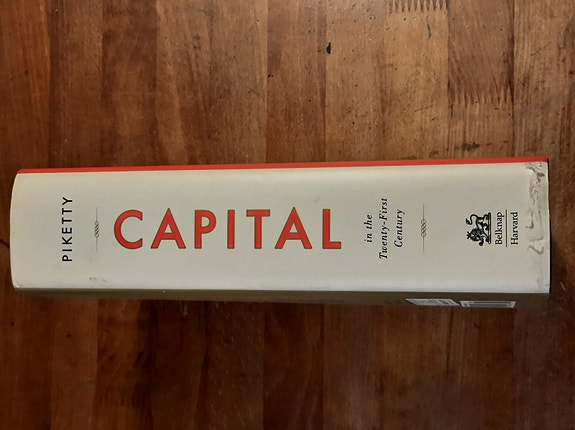 PIKETTY
CAPITAL
in the
Twenty-First
Century
Belknap
Harvard